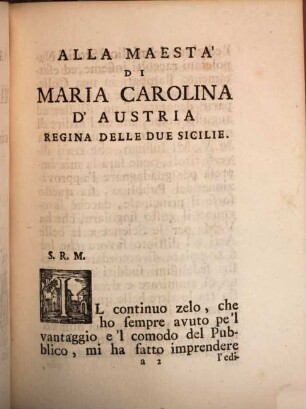 ALLA MAESTA'
DI
MARIA CAROLINA
D' AUSTRIA
REGINA DELLE DUE SICILIE.
S. R. M.
IL continuo zelo, che
ho sempre avuto pe'l
vantaggio e 'l comodo del Pub-
blico, mi ha fatto imprendere
a 2
l'edi-